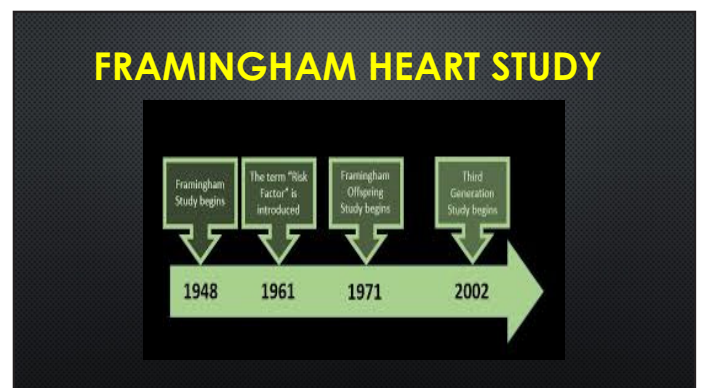 FRAMINGHAM HEART STUDY
Framingham
Study begins
The term "Risk
Factor" is
introduced
Framingham
Offspring
Study begins
Third
Generation
Study begins
1948
1961
1971
2002